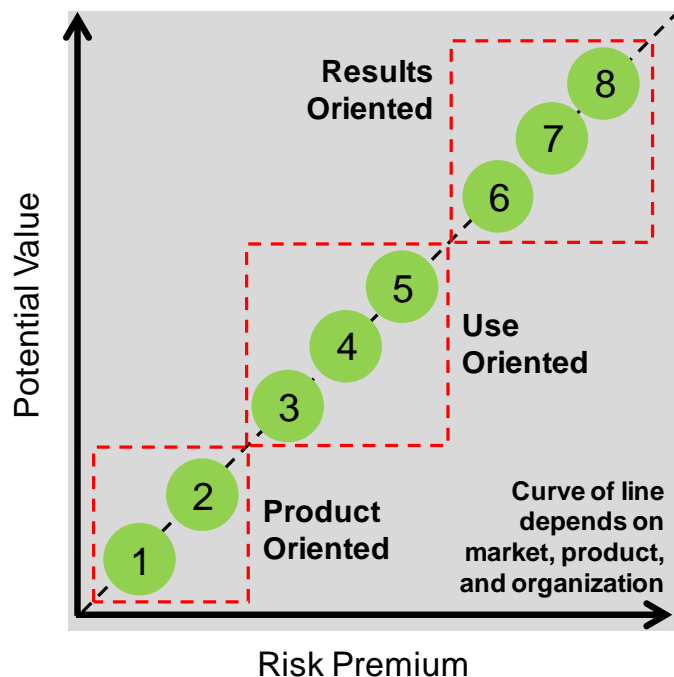 Potential Value
Results
Oriented
8
7
6
5
4
3
Use
Oriented
2
1
Product
Oriented
Curve of line
depends on
market, product,
and organization
Risk Premium